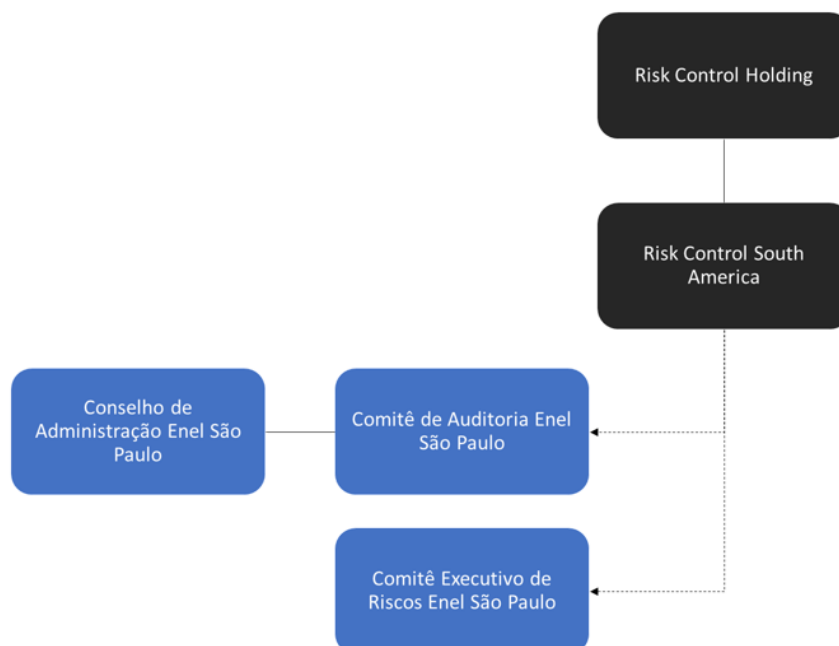 Risk Control Holding
Risk Control South
America
Conselho de
Administração Enel São
Paulo
Comitê de Auditoria Enel
São Paulo
Comitê Executivo de
Riscos Enel São Paulo